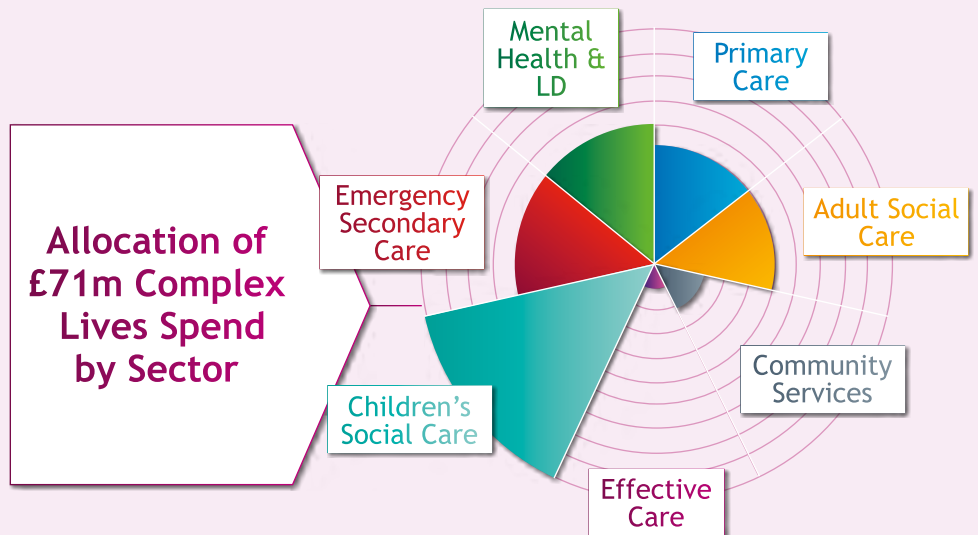 Mental
Health &
LD
Primary
Care
Emergency
Secondary
Care
Adult Social
Care
Allocation of
£71m Complex
Lives Spend
by Sector
Community
Services
Children's
Social Care
Effective
Care